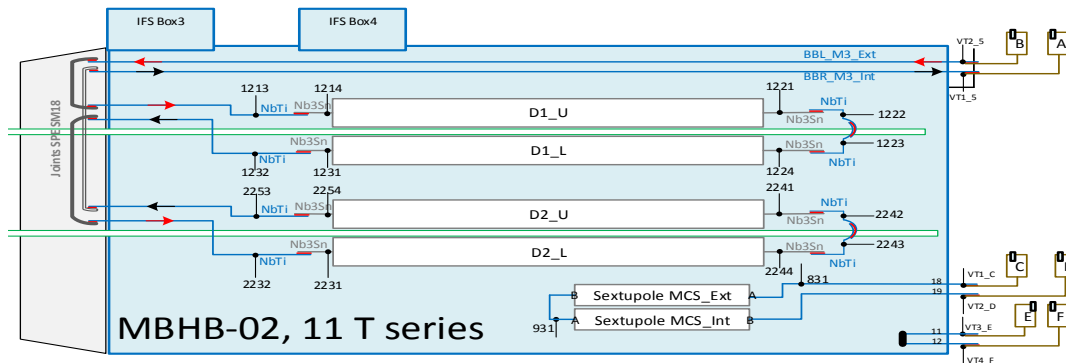 IFS Box3
IFS Box4
VT2_5
B
A
BBL_M3_Ext
BBR_M3_Int
VT1_5
Joints SPE SM18
1213
1214
1221
NbTi
Nb3Sn
D1_U
NbTi
Nb3Sn
1222
1223
Nb3Sn
D1_L
NbTi
NbTi
1232
1231
1224
2253
2254
2241
NbTi
Nb3Sn
D2_U
NbTi
Nb3Sn
2242
2243
Nb3Sn
D2_L
Nb3Sn
NbTi
NbTi
2232
2231
2244
831
18
VT1_C
C
B
Sextupole MCS_Ext
A
19
VT2_D
A
Sextupole MCS_Int
B
931
E
F
11
VT3_E
12
VT4_F
MBHB-02, 11 T series